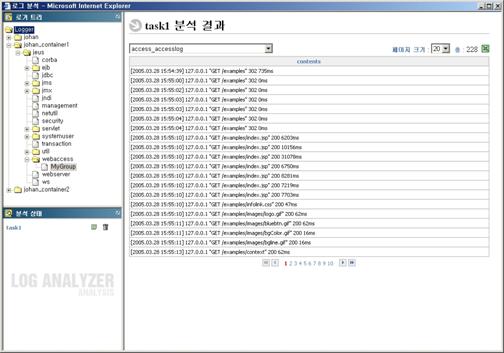 로그 분석 - Microsoft Internet Explorer
로거 트리
Logger
johan
johan_container1
jeus
corba
ejb
jdbc
jms
jmx
jndi
management
netutil
security
servlet
systemuser
transaction
util
webaccess
MyGroup
webserver
ws
johan_container2
분석 상태
task1
LOG ANALYZER
ANALYSIS
task1 분석 결과
access_accesslog
페이지 크기 : 20 총 : 228
contents
[2005.03.28 15:54:39] 127.0.0.1 "GET /examples" 302 735ms
[2005.03.28 15:55:00] 127.0.0.1 "GET /examples" 302 0ms
[2005.03.28 15:55:02] 127.0.0.1 "GET /examples" 302 0ms
[2005.03.28 15:55:03] 127.0.0.1 "GET /examples" 302 0ms
[2005.03.28 15:55:04] 127.0.0.1 "GET /examples" 302 0ms
[2005.03.28 15:55:04] 127.0.0.1 "GET /examples" 302 0ms
[2005.03.28 15:55:10] 127.0.0.1 "GET /examples/index.jsp" 200 6203ms
[2005.03.28 15:55:10] 127.0.0.1 "GET /examples/index.jsp" 200 10156ms
[2005.03.28 15:55:10] 127.0.0.1 "GET /examples/index.jsp" 200 31078ms
[2005.03.28 15:55:10] 127.0.0.1 "GET /examples/index.jsp" 200 6750ms
[2005.03.28 15:55:10] 127.0.0.1 "GET /examples/index.jsp" 200 8281ms
[2005.03.28 15:55:10] 127.0.0.1 "GET /examples/index.jsp" 200 7219ms
[2005.03.28 15:55:10] 127.0.0.1 "GET /examples/index.jsp" 200 7703ms
[2005.03.28 15:55:10] 127.0.0.1 "GET /examples/infolink.css" 200 47ms
[2005.03.28 15:55:11] 127.0.0.1 "GET /examples/images/logo.gif" 200 62ms
[2005.03.28 15:55:11] 127.0.0.1 "GET /examples/images/bluebtn.gif" 200 62ms
[2005.03.28 15:55:11] 127.0.0.1 "GET /examples/images/bgColor.gif" 200 16ms
[2005.03.28 15:55:11] 127.0.0.1 "GET /examples/images/bgline.gif" 200 16ms
[2005.03.28 15:55:13] 127.0.0.1 "GET /examples/context" 200 62ms
1 2 3 4 5 6 7 8 9 10